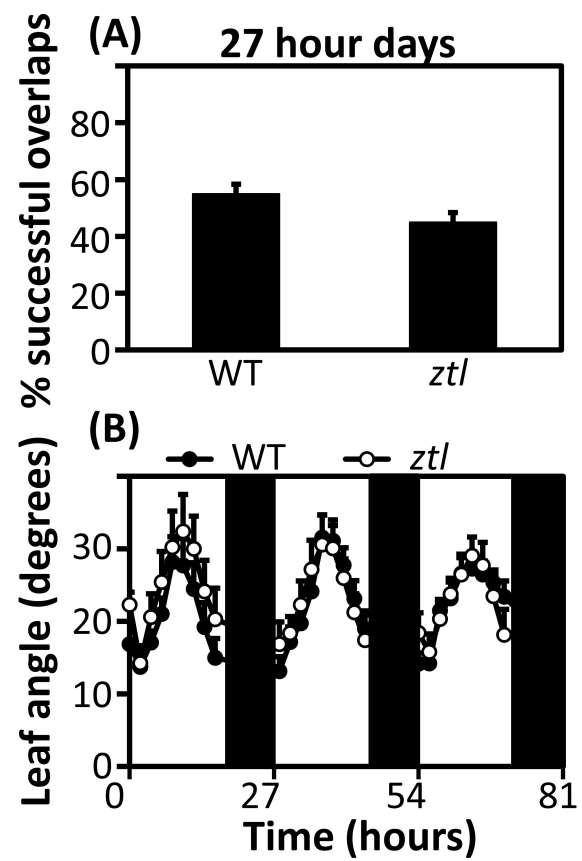 (A)
27 hour days
% successful overlaps
80
60
40
20
0
WT
ztl
(B)
WT
ztl
Leaf angle (degrees)
30
20
10
0
0
27
54
81
Time (hours)